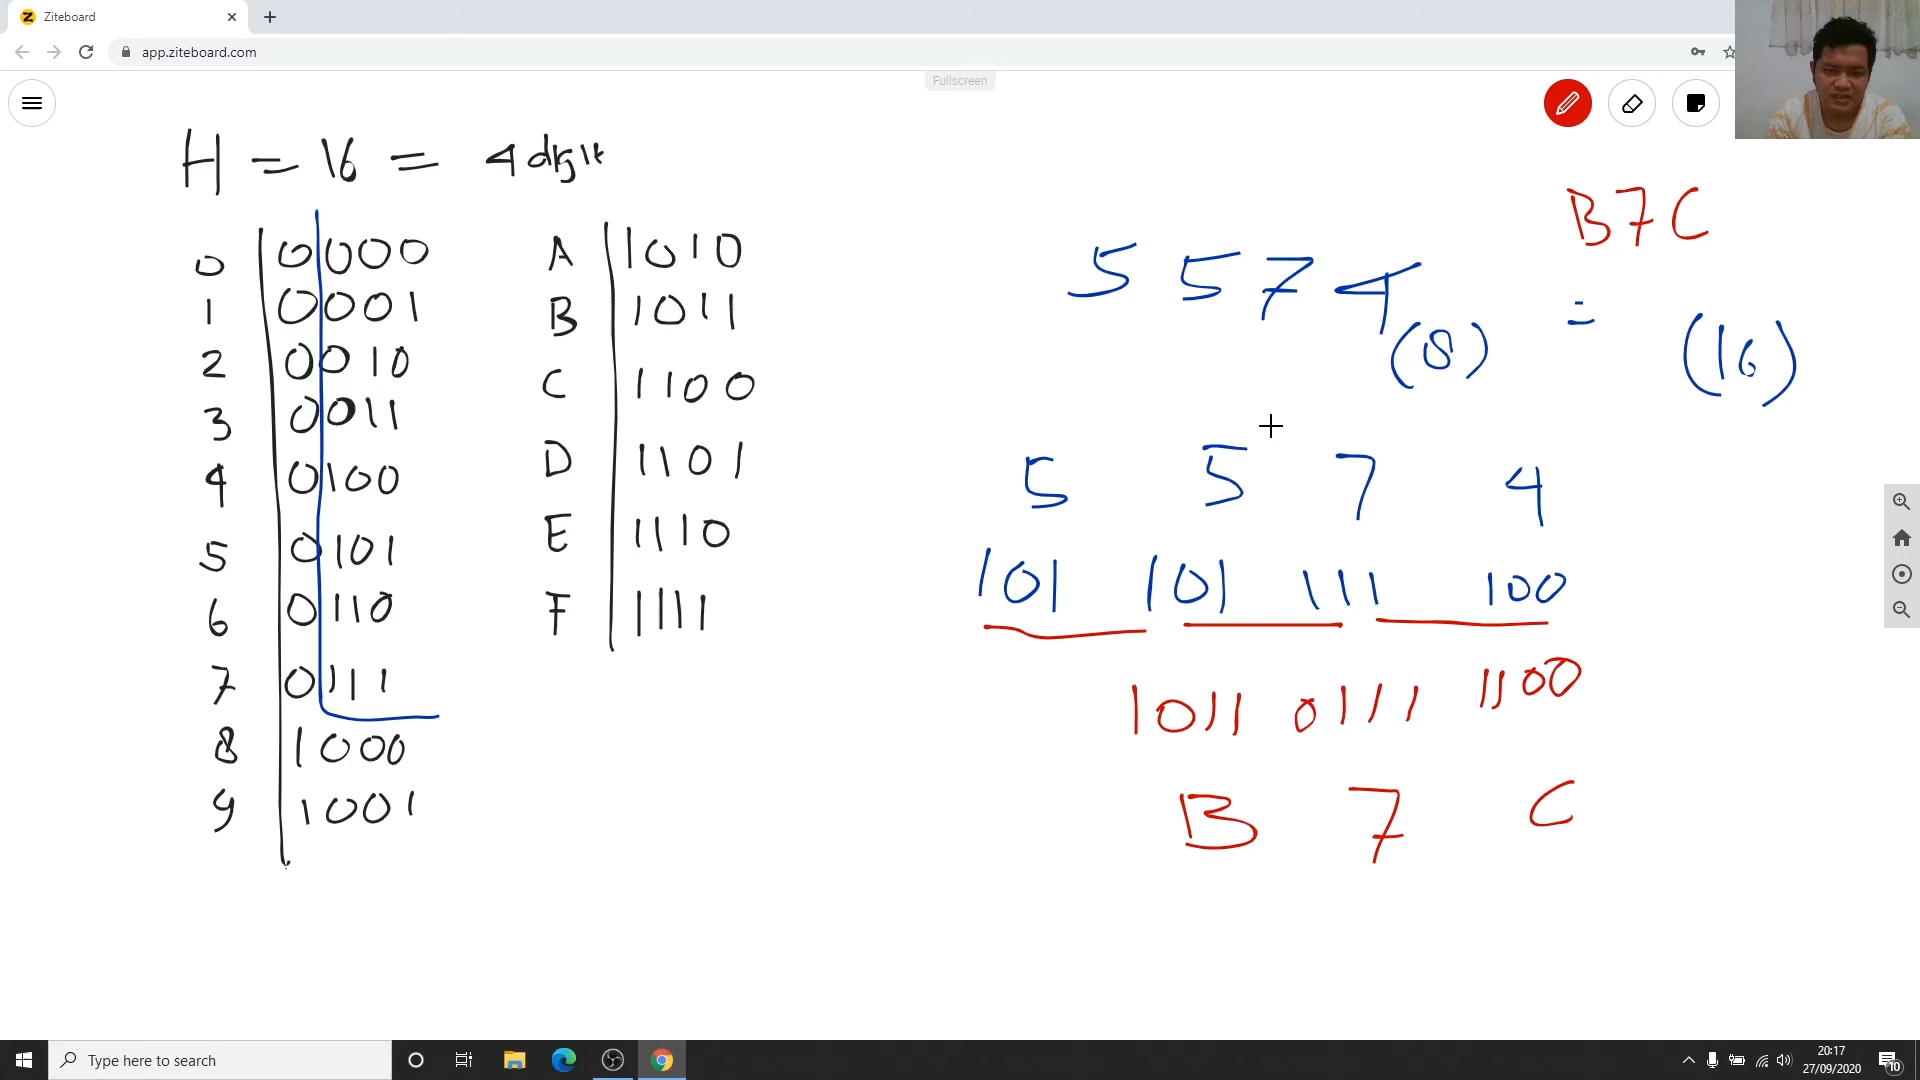 Ziteboard
app.ziteboard.com
Fullscreen
H = 16 = 4 digit
0 0000
1 0001
2 0010
3 0011
4 0100
5 0101
6 0110
7 0111
8 1000
9 1001
A 1010
B 1011
C 1100
D 1101
E 1110
F 1111
5574(8) = B7C(16)
5 5 7 4
101 101 111 100
1011 0111 1100
B 7 C
Type here to search
20:17
27/09/2020
10